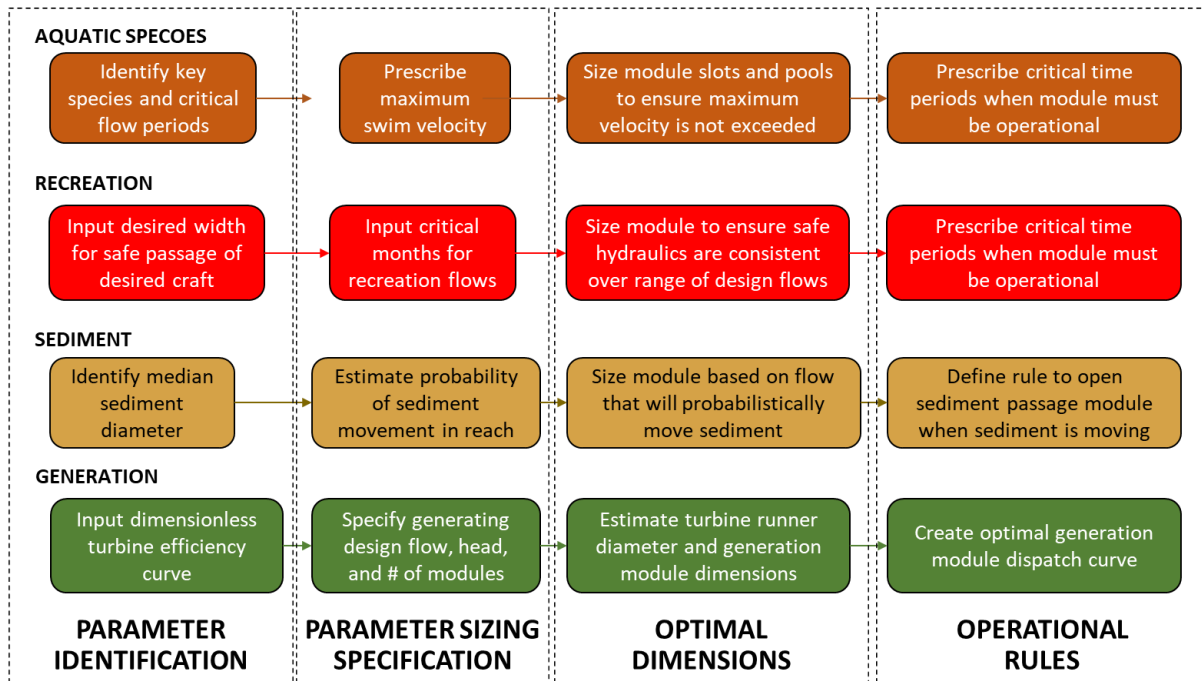 AQUATIC SPECOES
Identify key
species and critical
flow periods
Prescribe
maximum
swim velocity
Size module slots and pools
to ensure maximum
velocity is not exceeded
Prescribe critical time
periods when module must
be operational
RECREATION
Input desired width
for safe passage of
desired craft
Input critical
months for
recreation flows
Size module to ensure safe
hydraulics are consistent
over range of design flows
Prescribe critical time
periods when module must
be operational
SEDIMENT
Identify median
sediment
diameter
Estimate probability
of sediment
movement in reach
Size module based on flow
that will probabilistically
move sediment
Define rule to open
sediment passage module
when sediment is moving
GENERATION
Input dimensionless
turbine efficiency
curve
Specify generating
design flow, head,
and # of modules
Estimate turbine runner
diameter and generation
module dimensions
Create optimal generation
module dispatch curve
PARAMETER
IDENTIFICATION
PARAMETER SIZING
SPECIFICATION
OPTIMAL
DIMENSIONS
OPERATIONAL
RULES